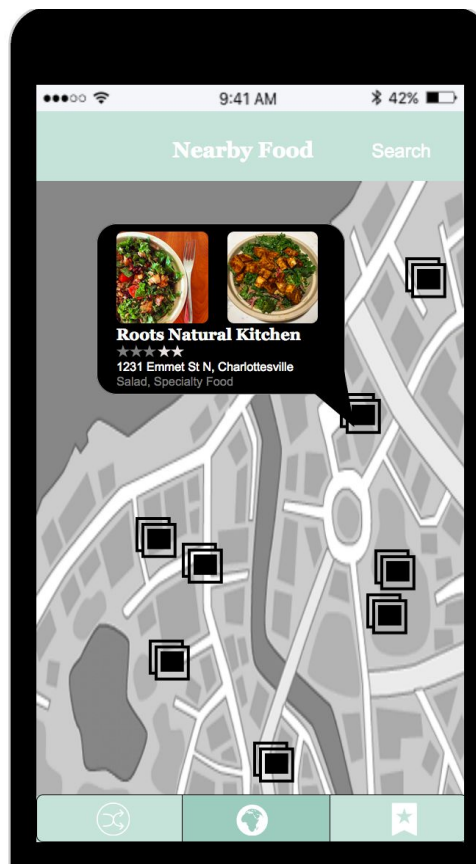 9:41 AM
42%
Nearby Food
Search
Roots Natural Kitchen
1231 Emmet St N, Charlottesville
Salad, Specialty Food